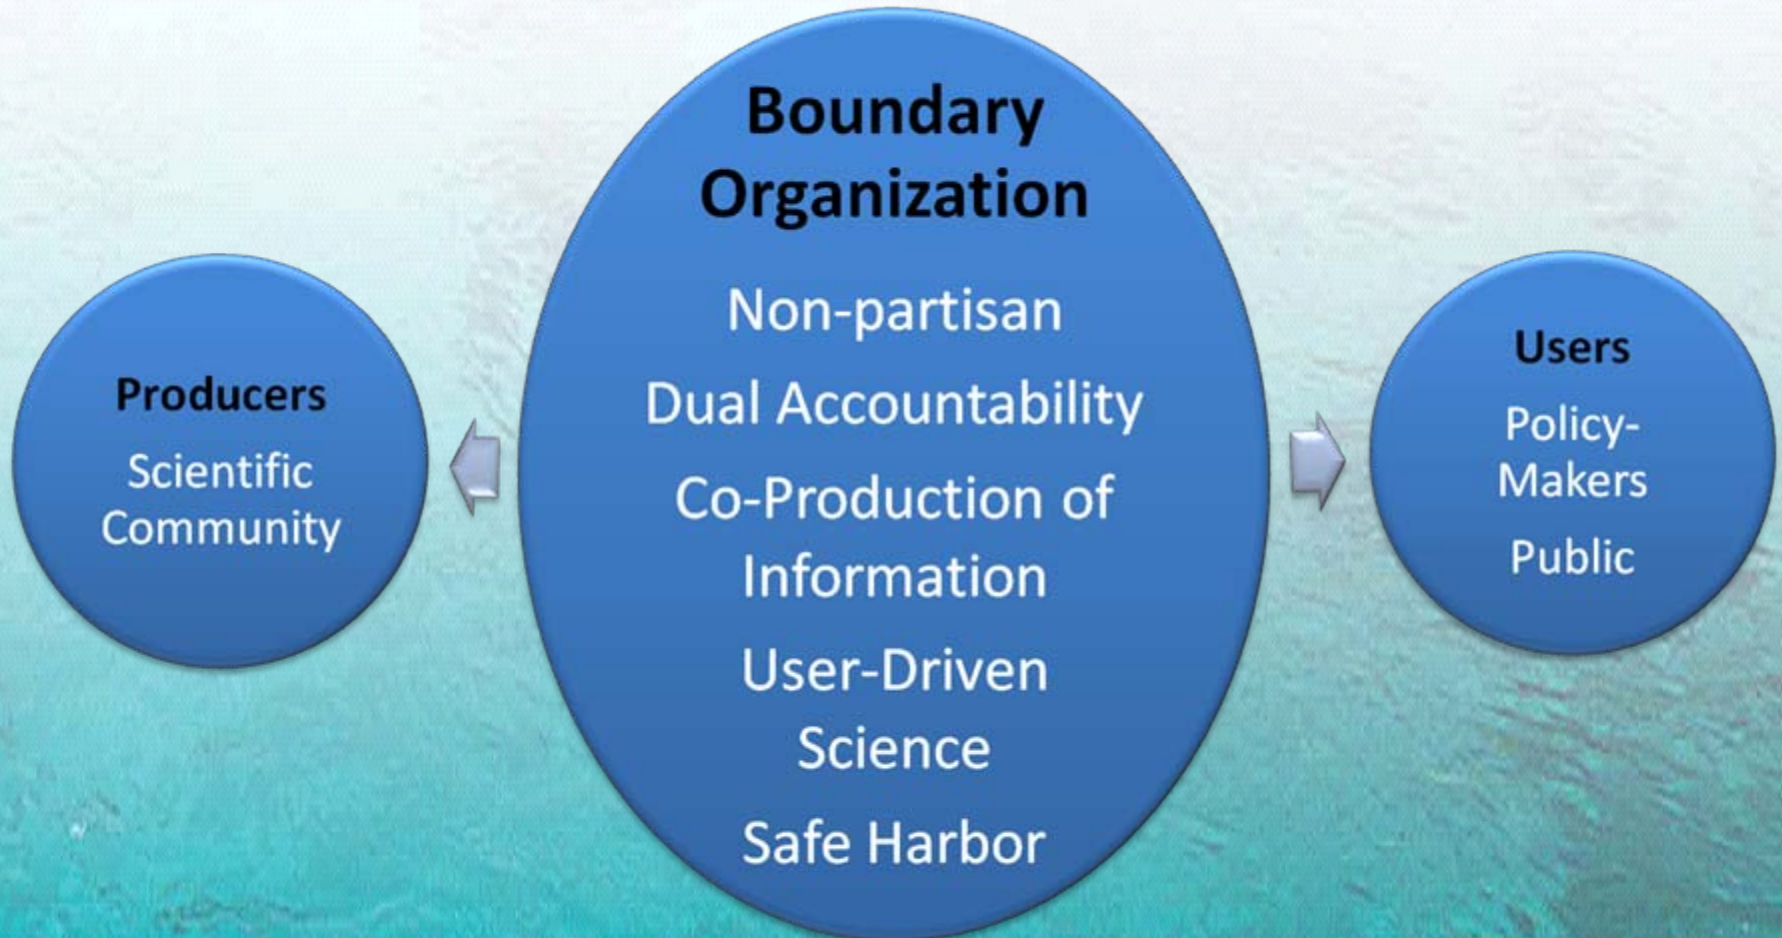 Producers
Scientific
Community
Boundary
Organization
Non-partisan
Dual Accountability
Co-Production of
Information
User-Driven
Science
Safe Harbor
Users
Policy-
Makers
Public